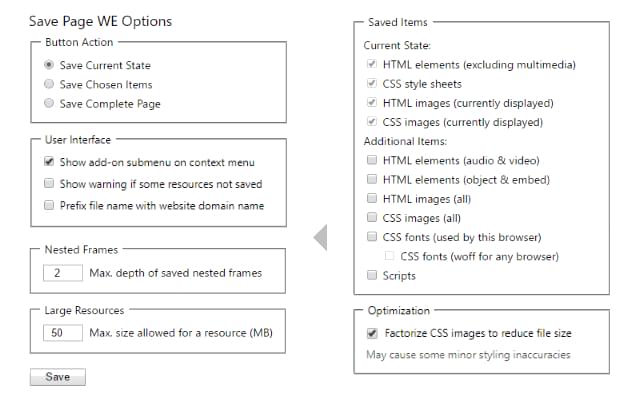 Save Page WE Options
Button Action
Save Current State
Save Chosen Items
Save Complete Page
User Interface
Show add-on submenu on context menu
Show warning if some resources not saved
Prefix file name with website domain name
Nested Frames
2 Max. depth of saved nested frames
Large Resources
50 Max. size allowed for a resource (MB)
Save
Saved Items
Current State:
HTML elements (excluding multimedia)
CSS style sheets
HTML images (currently displayed)
CSS images (currently displayed)
Additional Items:
HTML elements (audio & video)
HTML elements (object & embed)
HTML images (all)
CSS images (all)
CSS fonts (used by this browser)
CSS fonts (woff for any browser)
Scripts
Optimization
Factorize CSS images to reduce file size
May cause some minor styling inaccuracies